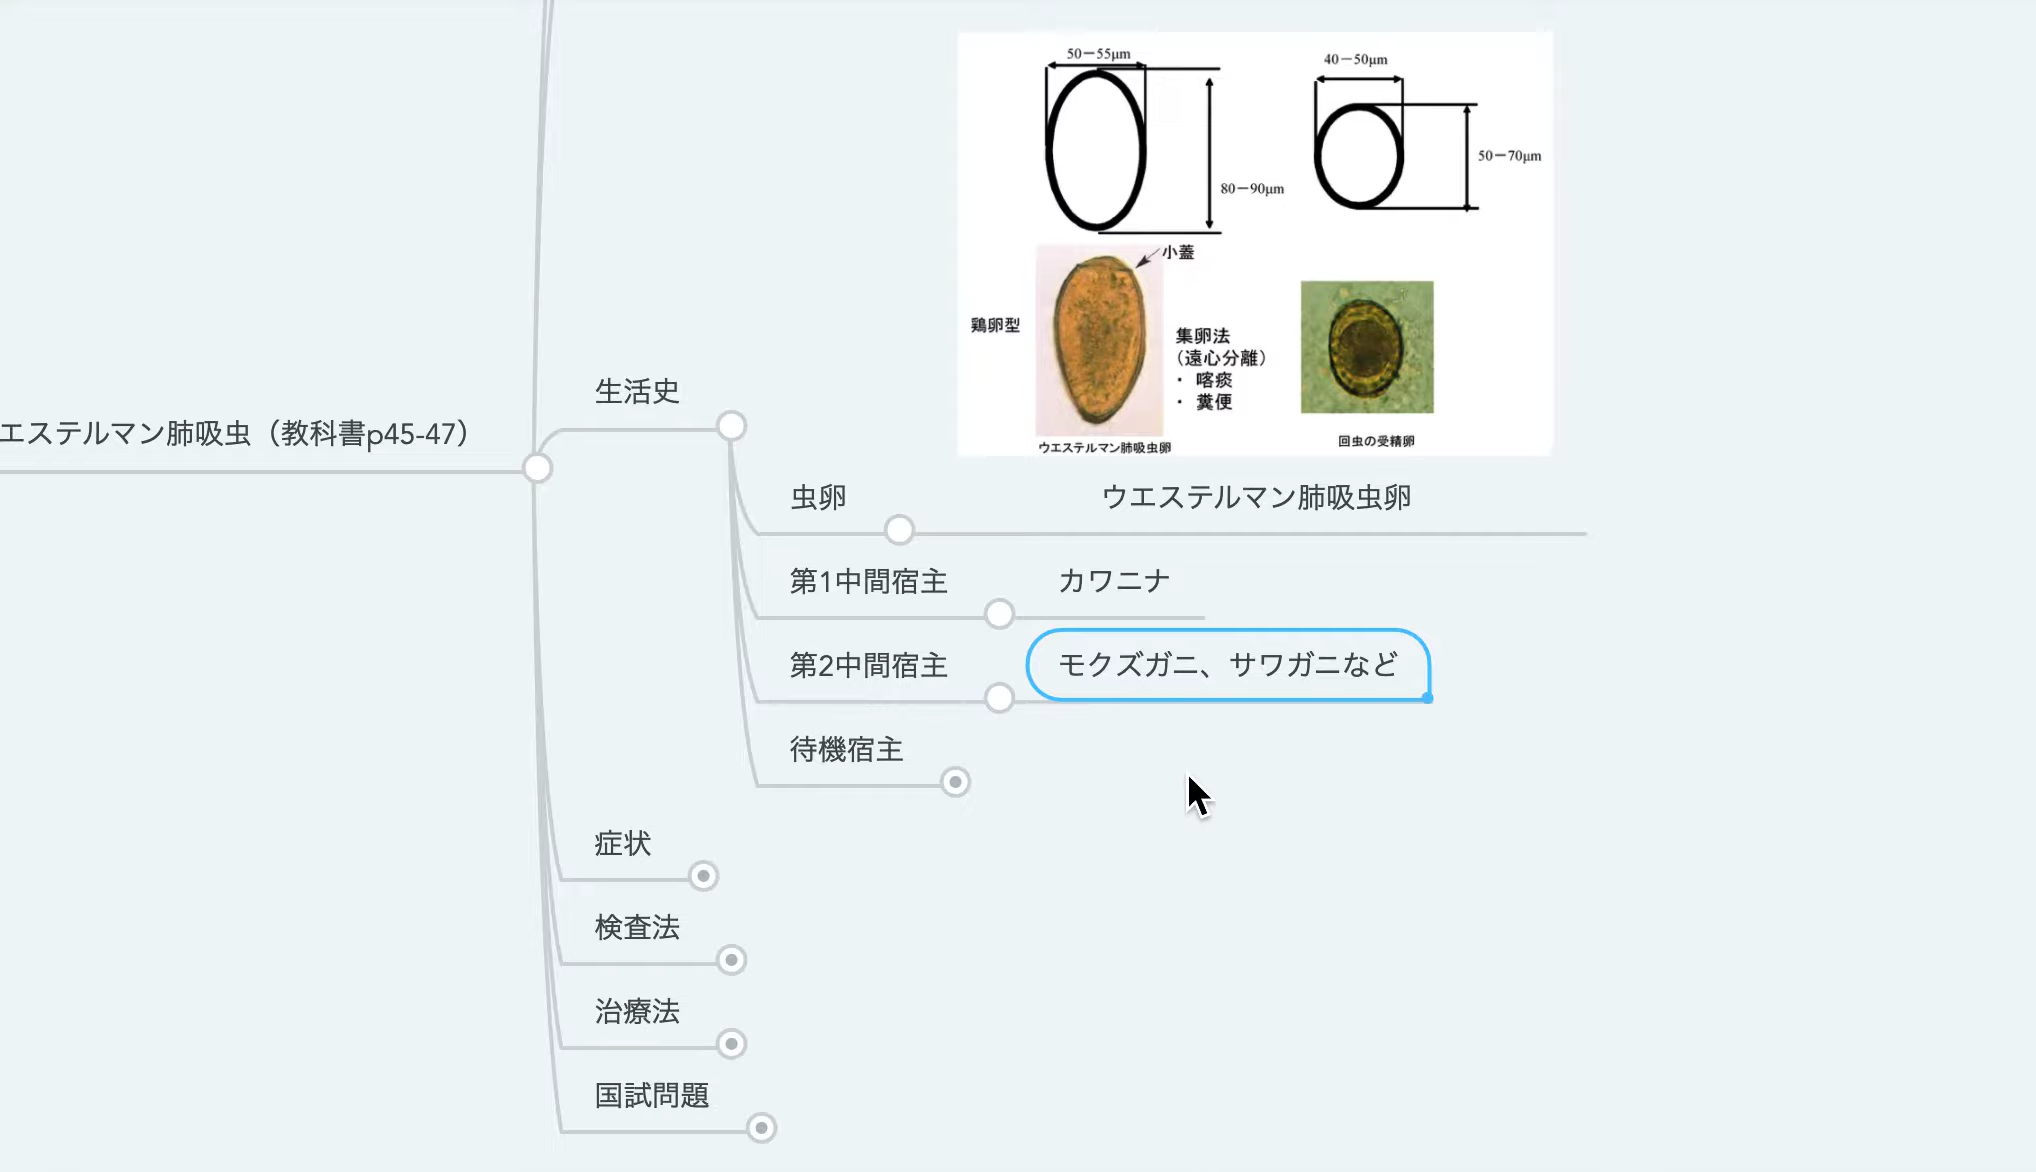 50－55μm
40－50μm
50－70μm
80－90μm
小蓋
鶏卵型
集卵法
（遠心分離）
・ 喀痰
・ 糞便
ウエステルマン肺吸虫卵
回虫の受精卵
生活史
エステルマン肺吸虫（教科書p45-47）
虫卵
ウエステルマン肺吸虫卵
第1中間宿主
カワニナ
第2中間宿主
モクズガニ、サワガニなど
待機宿主
症状
検査法
治療法
国試問題